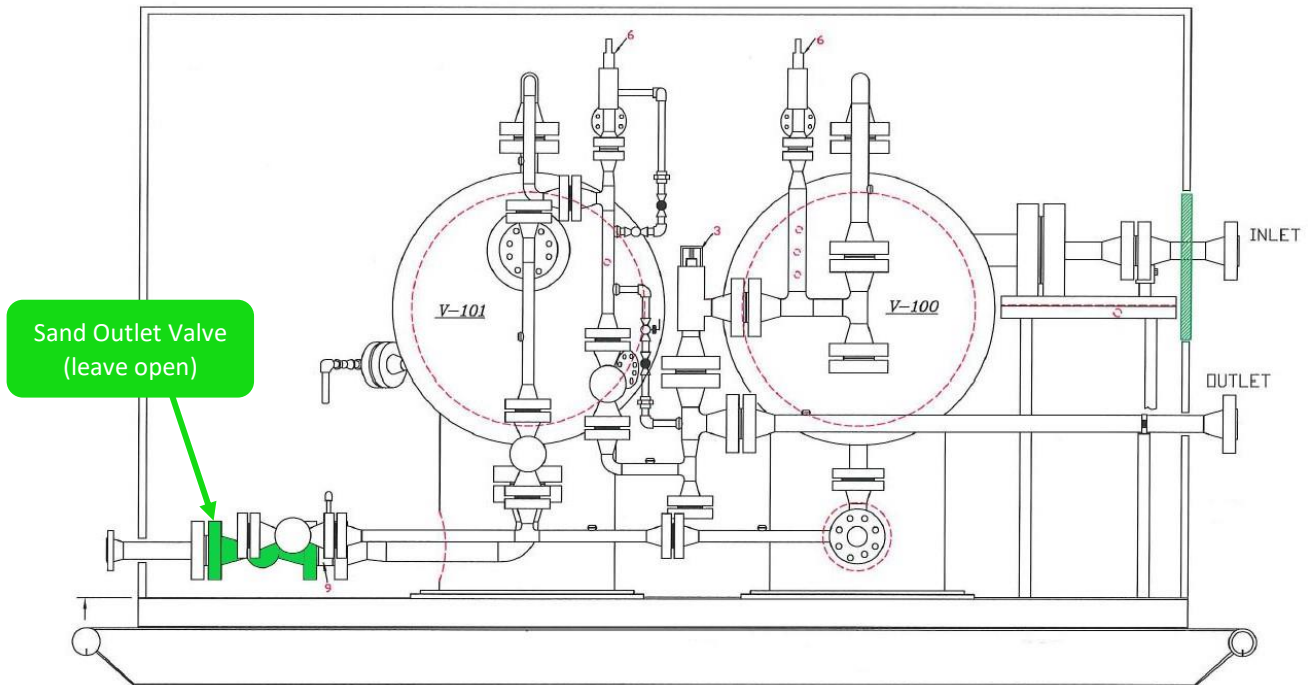 6
6
3
INLET
V-101
V-100
Sand Outlet Valve
(leave open)
OUTLET
9